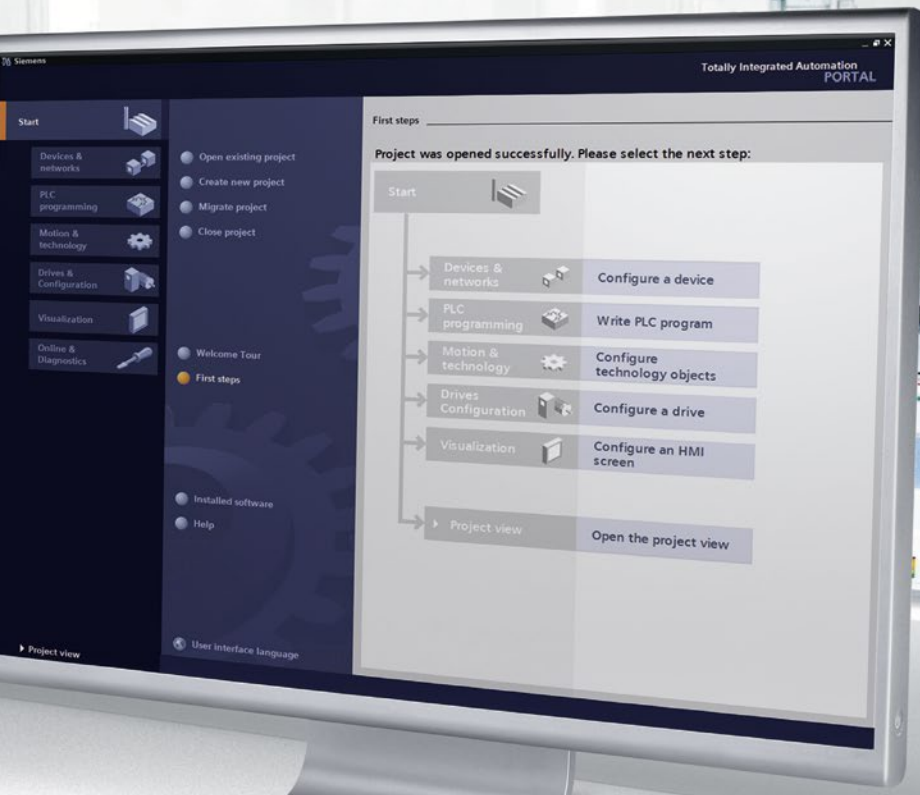 Siemens
Totally Integrated Automation
PORTAL
Start
Devices &
networks
PLC
programming
Motion &
technology
Drives &
Configuration
Visualization
Online &
Diagnostics
Project view
Open existing project
Create new project
Migrate project
Close project
Welcome Tour
First steps
Installed software
Help
User interface language
First steps
Project was opened successfully. Please select the next step:
Start
Devices &
networks
Configure a device
PLC
programming
Write PLC program
Motion &
technology
Configure
technology objects
Drives
Configuration
Configure a drive
Visualization
Configure an HMI
screen
Project view
Open the project view